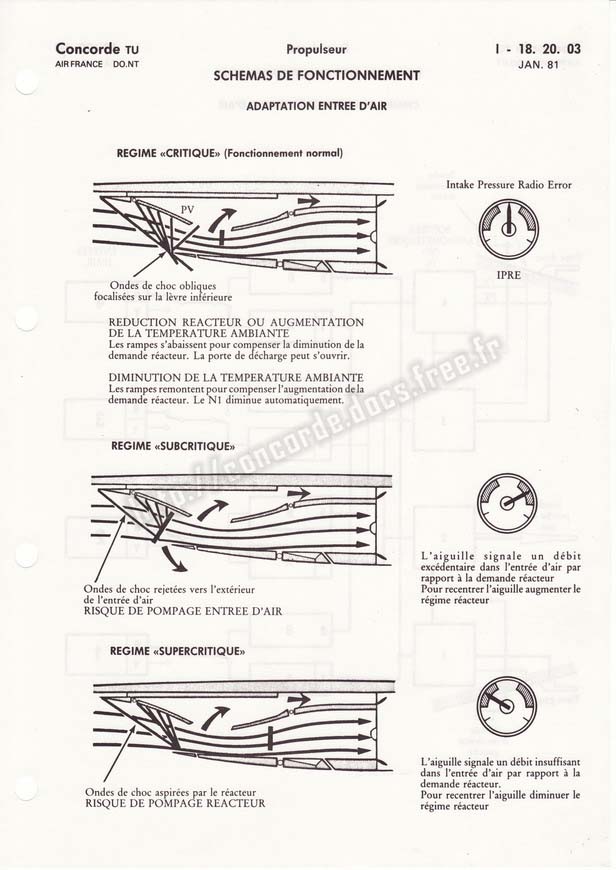 Concorde TU
AIR FRANCE DO.NT
Propulseur
SCHEMAS DE FONCTIONNEMENT
I - 18. 20. 03
JAN. 81
ADAPTATION ENTREE D'AIR
REGIME «CRITIQUE» (Fonctionnement normal)
PV
Intake Pressure Radio Error
IPRE
Ondes de choc obliques
focalisées sur la lèvre inférieure
REDUCTION REACTEUR OU AUGMENTATION
DE LA TEMPERATURE AMBIANTE
Les rampes s'abaissent pour compenser la diminution de la
demande réacteur. La porte de décharge peut s'ouvrir.
DIMINUTION DE LA TEMPERATURE AMBIANTE
Les rampes remontent pour compenser l'augmentation de la
demande réacteur. Le N1 diminue automatiquement.
http://concorde.docs.free.fr
REGIME «SUBCRITIQUE»
Ondes de choc rejetées vers l'extérieur
de l'entrée d'air
RISQUE DE POMPAGE ENTREE D'AIR
L'aiguille signale un débit
excédentaire dans l'entrée d'air par
rapport à la demande réacteur
Pour recentrer l'aiguille augmenter le
régime réacteur
REGIME «SUPERCRITIQUE»
Ondes de choc aspirées par le réacteur
RISQUE DE POMPAGE REACTEUR
L'aiguille signale un débit insuffisant
dans l'entrée d'air par rapport à la
demande réacteur.
Pour recentrer l'aiguille diminuer le
régime réacteur